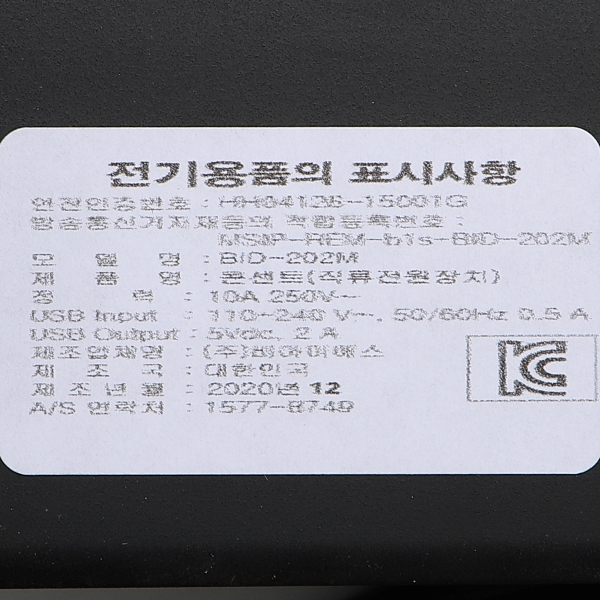 전기용품의 표시사항
안전인증번호 : HH04126-15001G
방송통신기자재등의 적합등록번호 :
MSIP-REM-b1s-BID-202M
모 델 명 : BID-202M
제 품 명 : 콘센트(직류전원장치)
정 격 : 10A 250V~
USB Input : 110-240 V~, 50/60Hz 0.5 A
USB Output : 5Vdc, 2 A
제조업체명 : (주)비아이에스
제 조 국 : 대한민국
제 조 년 월 : 2020년 12
A/S 연락처 : 1577-8749